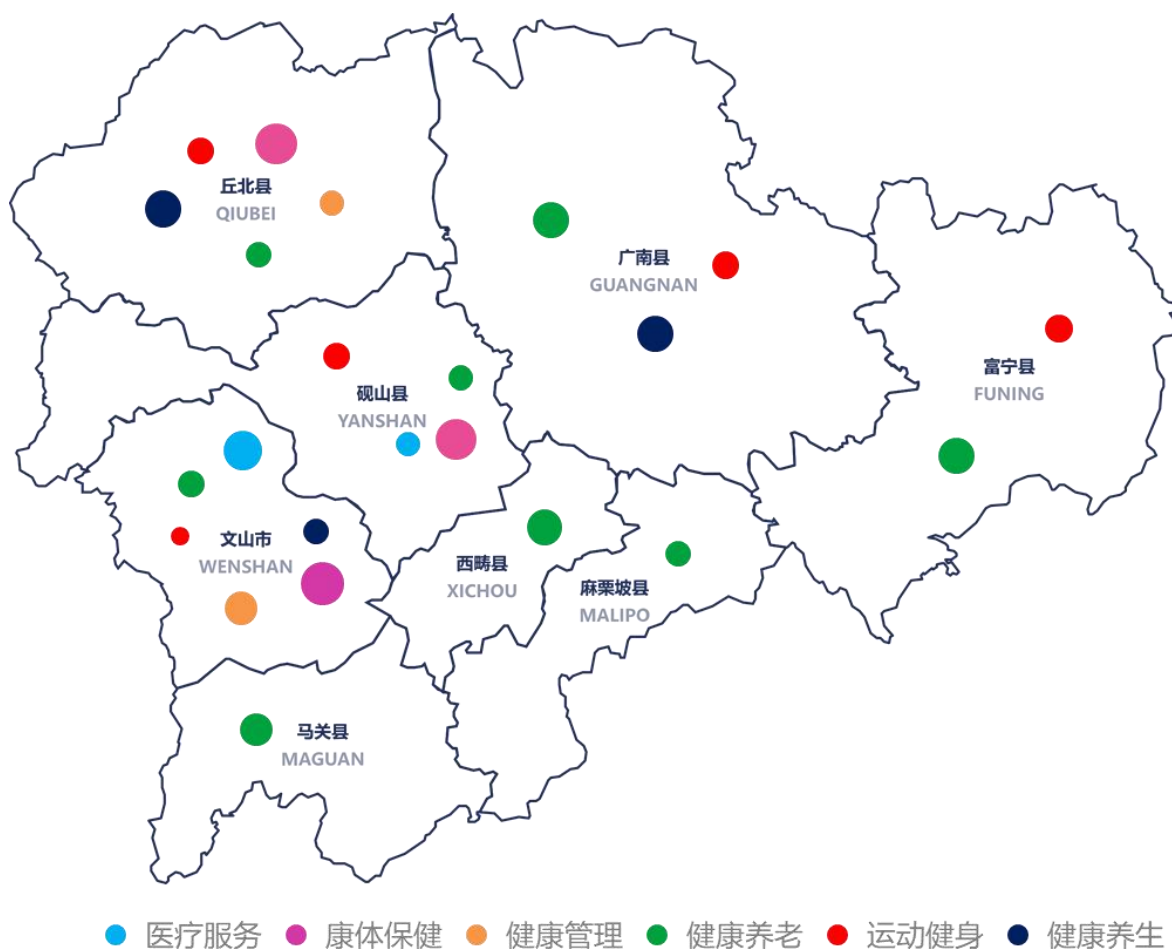 丘北县
QIUBEI
广南县
GUANGNAN
富宁县
FUNING
砚山县
YANSHAN
文山市
WENSHAN
西畴县
XICHOU
麻栗坡县
MALIPO
马关县
MAGUAN
医疗服务 康体保健 健康管理 健康养老 运动健身 健康养生